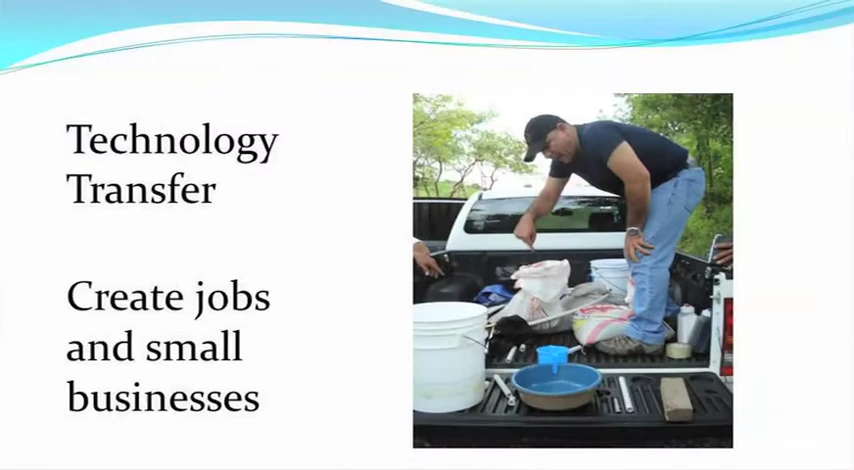 Technology
Transfer
Create jobs
and small
businesses